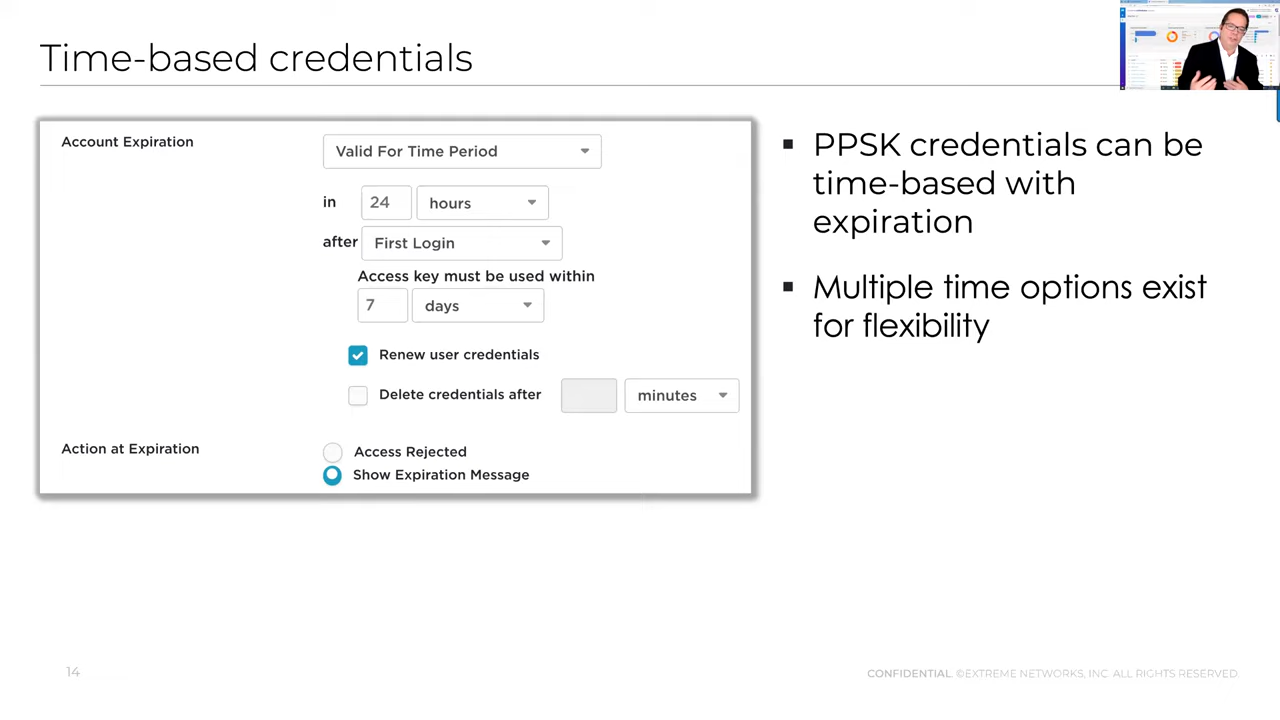 Time-based credentials
Account Expiration
Valid For Time Period
in 24 hours
after First Login
Access key must be used within
7 days
Renew user credentials
Delete credentials after minutes
Action at Expiration
Access Rejected
Show Expiration Message
▪ PPSK credentials can be
time-based with
expiration
▪ Multiple time options exist
for flexibility
14
CONFIDENTIAL. ©EXTREME NETWORKS, INC. ALL RIGHTS RESERVED.